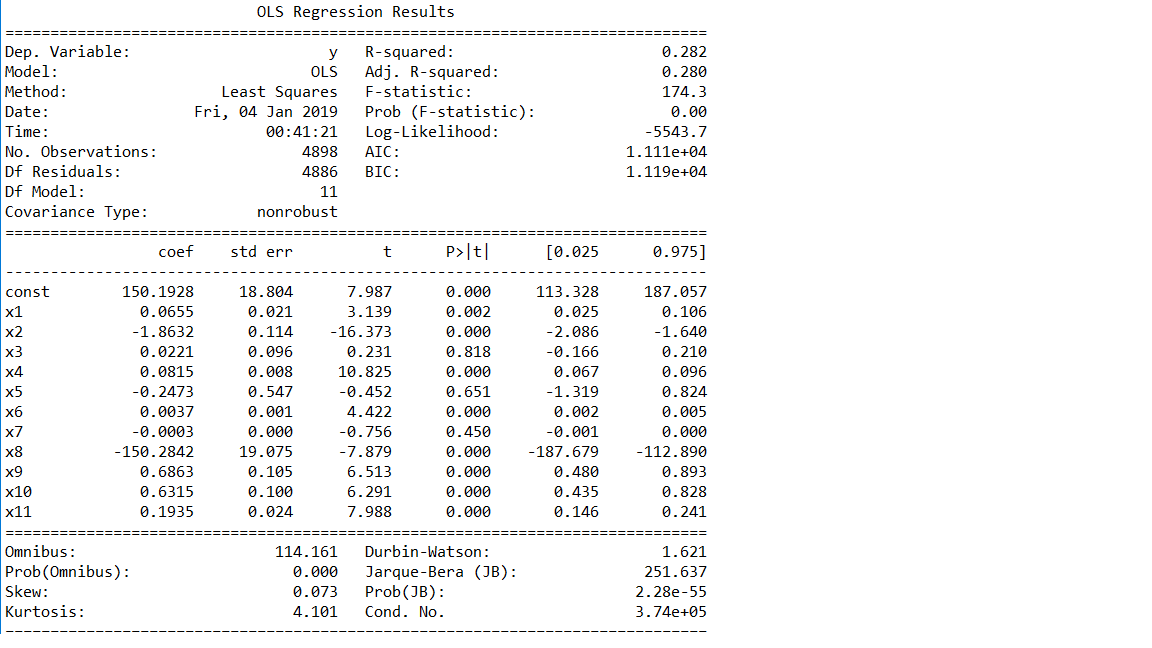 OLS Regression Results
==============================================================================
Dep. Variable:                      y   R-squared:                       0.282
Model:                            OLS   Adj. R-squared:                  0.280
Method:                 Least Squares   F-statistic:                     174.3
Date:                Fri, 04 Jan 2019   Prob (F-statistic):               0.00
Time:                        00:41:21   Log-Likelihood:                -5543.7
No. Observations:                4898   AIC:                         1.111e+04
Df Residuals:                    4886   BIC:                         1.119e+04
Df Model:                          11
Covariance Type:            nonrobust
==============================================================================
                 coef    std err          t      P>|t|      [0.025      0.975]
------------------------------------------------------------------------------
const        150.1928     18.804      7.987      0.000     113.328     187.057
x1             0.0655      0.021      3.139      0.002       0.025       0.106
x2            -1.8632      0.114    -16.373      0.000      -2.086      -1.640
x3             0.0221      0.096      0.231      0.818      -0.166       0.210
x4             0.0815      0.008     10.825      0.000       0.067       0.096
x5            -0.2473      0.547     -0.452      0.651      -1.319       0.824
x6             0.0037      0.001      4.422      0.000       0.002       0.005
x7            -0.0003      0.000     -0.756      0.450      -0.001       0.000
x8          -150.2842     19.075     -7.879      0.000    -187.679    -112.890
x9             0.6863      0.105      6.513      0.000       0.480       0.893
x10            0.6315      0.100      6.291      0.000       0.435       0.828
x11            0.1935      0.024      7.988      0.000       0.146       0.241
==============================================================================
Omnibus:                      114.161   Durbin-Watson:                   1.621
Prob(Omnibus):                  0.000   Jarque-Bera (JB):              251.637
Skew:                           0.073   Prob(JB):                     2.28e-55
Kurtosis:                       4.101   Cond. No.                     3.74e+05
------------------------------------------------------------------------------